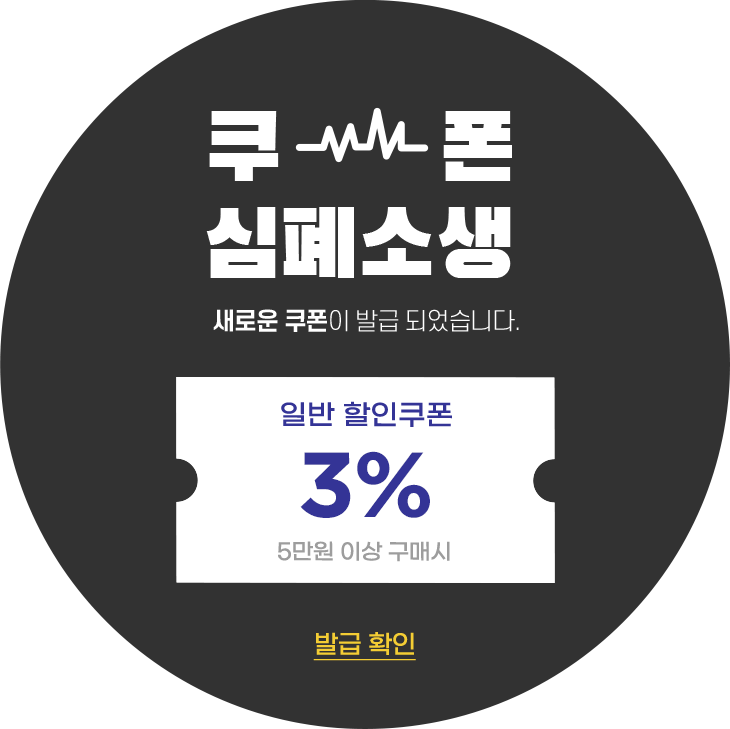 쿠 폰
심폐소생
새로운 쿠폰이 발급 되었습니다.
일반 할인쿠폰
3%
5만원 이상 구매시
발급 확인